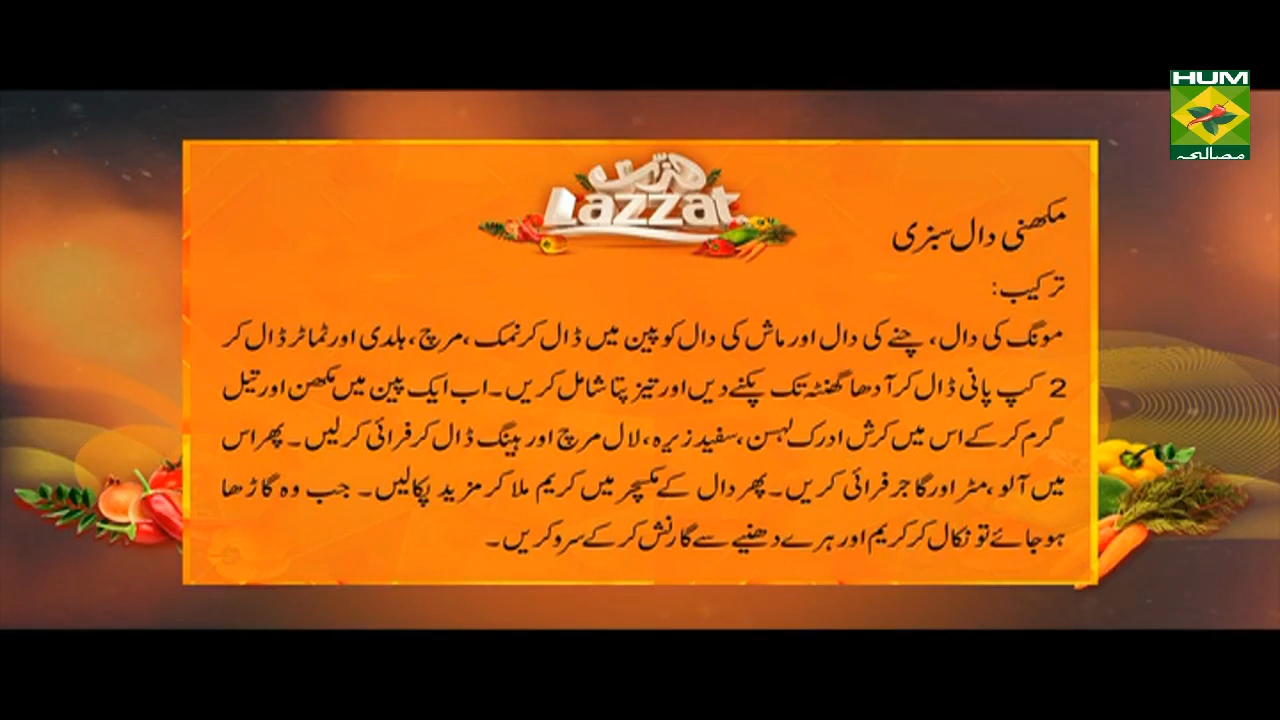 HUM
مصالحہ
لذت
Lazzat
مکھنی دال سبزی
ترکیب:
مونگ کی دال، چنے کی دال اور ماش کی دال کو پین میں ڈال کر نمک، مرچ، ہلدی اور ٹماٹر ڈال کر
2 کپ پانی ڈال کر آدھا گھنٹہ تک پکنے دیں اور تیز پتا شامل کریں۔ اب ایک پین میں مکھن اور تیل
گرم کر کے اس میں کرش ادرک لہسن، سفید زیرہ، لال مرچ اور ہینگ ڈال کر فرائی کر لیں۔ پھر اس
میں آلو، مٹر اور گاجر فرائی کریں۔ پھر دال کے مکسچر میں کریم ملا کر مزید پکالیں۔ جب وہ گاڑھا
ہو جائے تو نکال کر کریم اور ہرے دھنیے سے گارنش کر کے سرو کریں۔